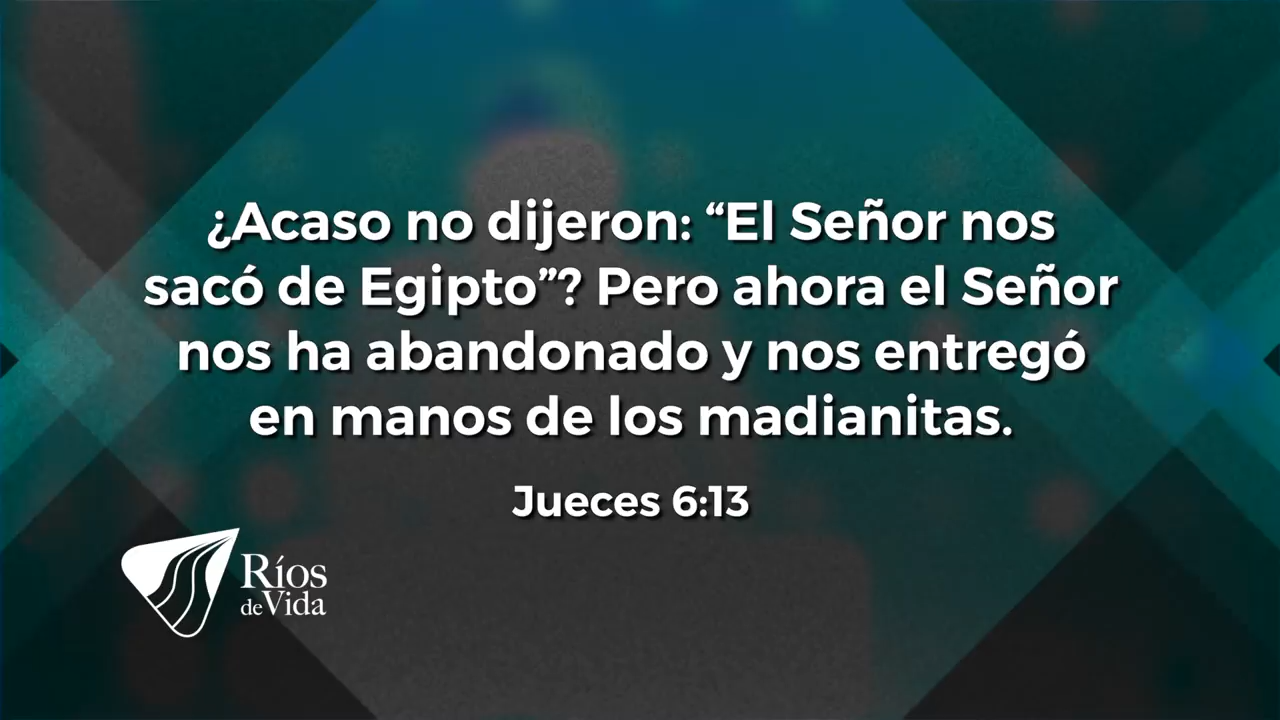 ¿Acaso no dijeron: “El Señor nos
sacó de Egipto”? Pero ahora el Señor
nos ha abandonado y nos entregó
en manos de los madianitas.
Jueces 6:13
Ríos
de Vida